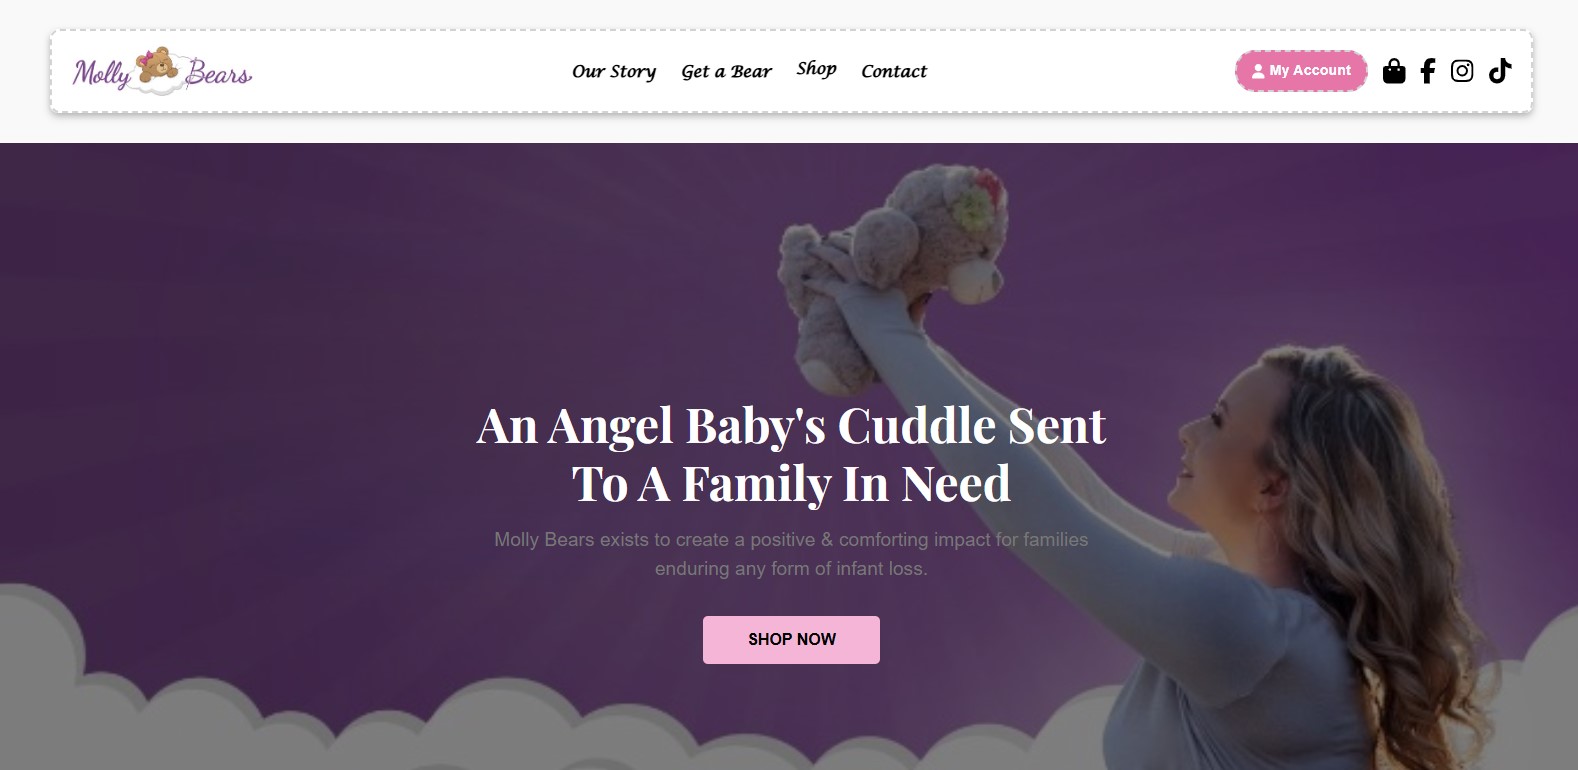 Molly Bears
Our Story Get a Bear Shop Contact
My Account
An Angel Baby's Cuddle Sent
To A Family In Need
Molly Bears exists to create a positive & comforting impact for families
enduring any form of infant loss.
SHOP NOW